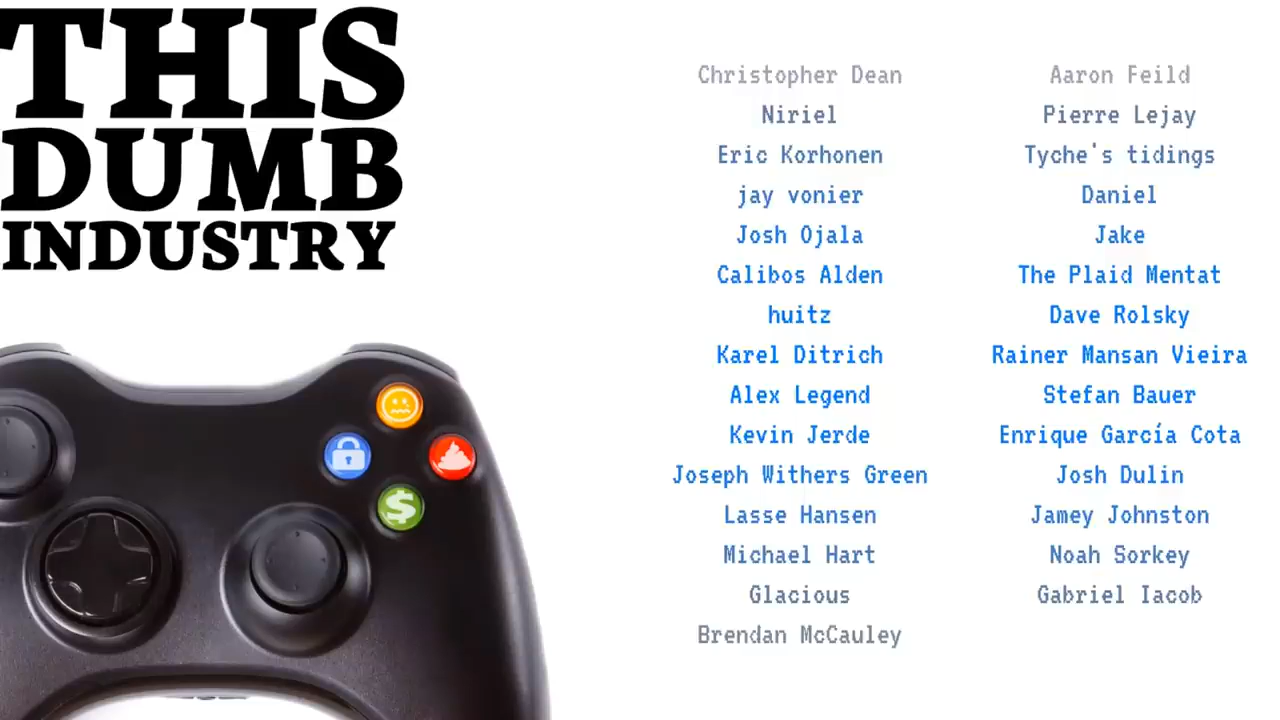 THIS
DUMB
INDUSTRY
Christopher Dean
Niriel
Eric Korhonen
jay vonier
Josh Ojala
Calibos Alden
huitz
Karel Ditrich
Alex Legend
Kevin Jerde
Joseph Withers Green
Lasse Hansen
Michael Hart
Glacious
Brendan McCauley
Aaron Feild
Pierre Lejay
Tyche's tidings
Daniel
Jake
The Plaid Mentat
Dave Rolsky
Rainer Mansan Vieira
Stefan Bauer
Enrique García Cota
Josh Dulin
Jamey Johnston
Noah Sorkey
Gabriel Iacob
$